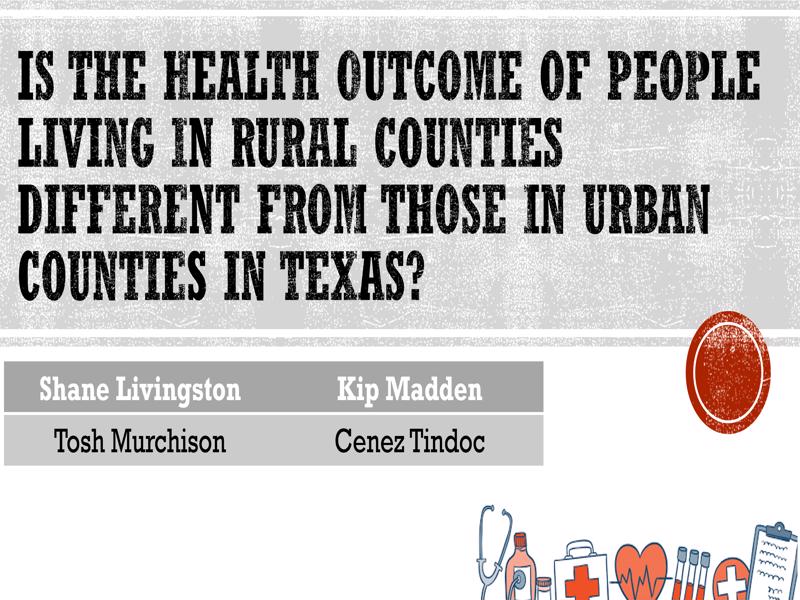 IS THE HEALTH OUTCOME OF PEOPLE
LIVING IN RURAL COUNTIES
DIFFERENT FROM THOSE IN URBAN
COUNTIES IN TEXAS?
Shane Livingston Kip Madden
Tosh Murchison Cenez Tindoc